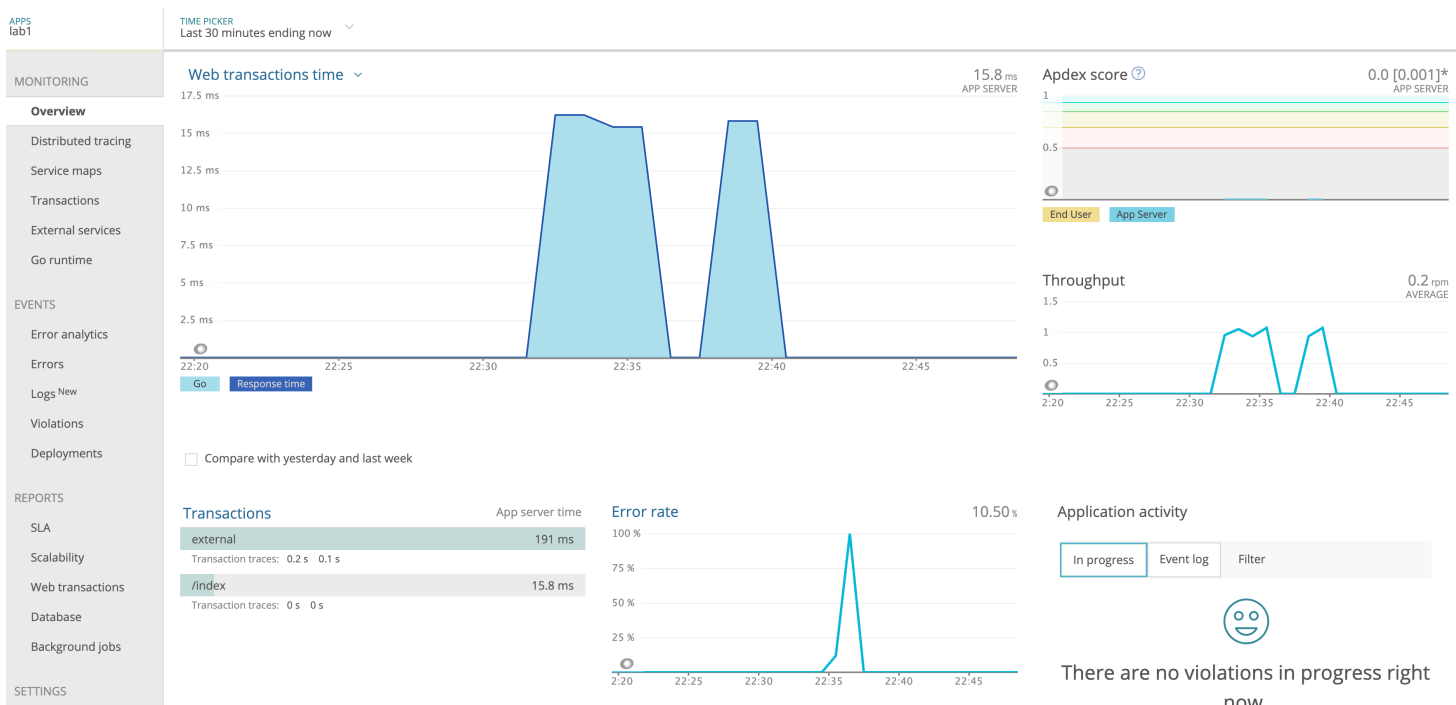 APPS
lab1
TIME PICKER
Last 30 minutes ending now
MONITORING
Overview
Distributed tracing
Service maps
Transactions
External services
Go runtime
EVENTS
Error analytics
Errors
Logs New
Violations
Deployments
REPORTS
SLA
Scalability
Web transactions
Database
Background jobs
SETTINGS
Web transactions time
15.8 ms
APP SERVER
17.5 ms
15 ms
12.5 ms
10 ms
7.5 ms
5 ms
2.5 ms
22:20 22:25 22:30 22:35 22:40 22:45
Go Response time
Apdex score ?
0.0 [0.001]*
APP SERVER
1
0.5
End User App Server
Throughput
0.2 rpm
AVERAGE
1.5
1
0.5
2:20 22:25 22:30 22:35 22:40 22:45
Compare with yesterday and last week
Transactions App server time
external 191 ms
Transaction traces: 0.2 s 0.1 s
/index 15.8 ms
Transaction traces: 0 s 0 s
Error rate 10.50 %
100 %
75 %
50 %
25 %
2:20 22:25 22:30 22:35 22:40 22:45
Application activity
In progress Event log Filter
There are no violations in progress right
now